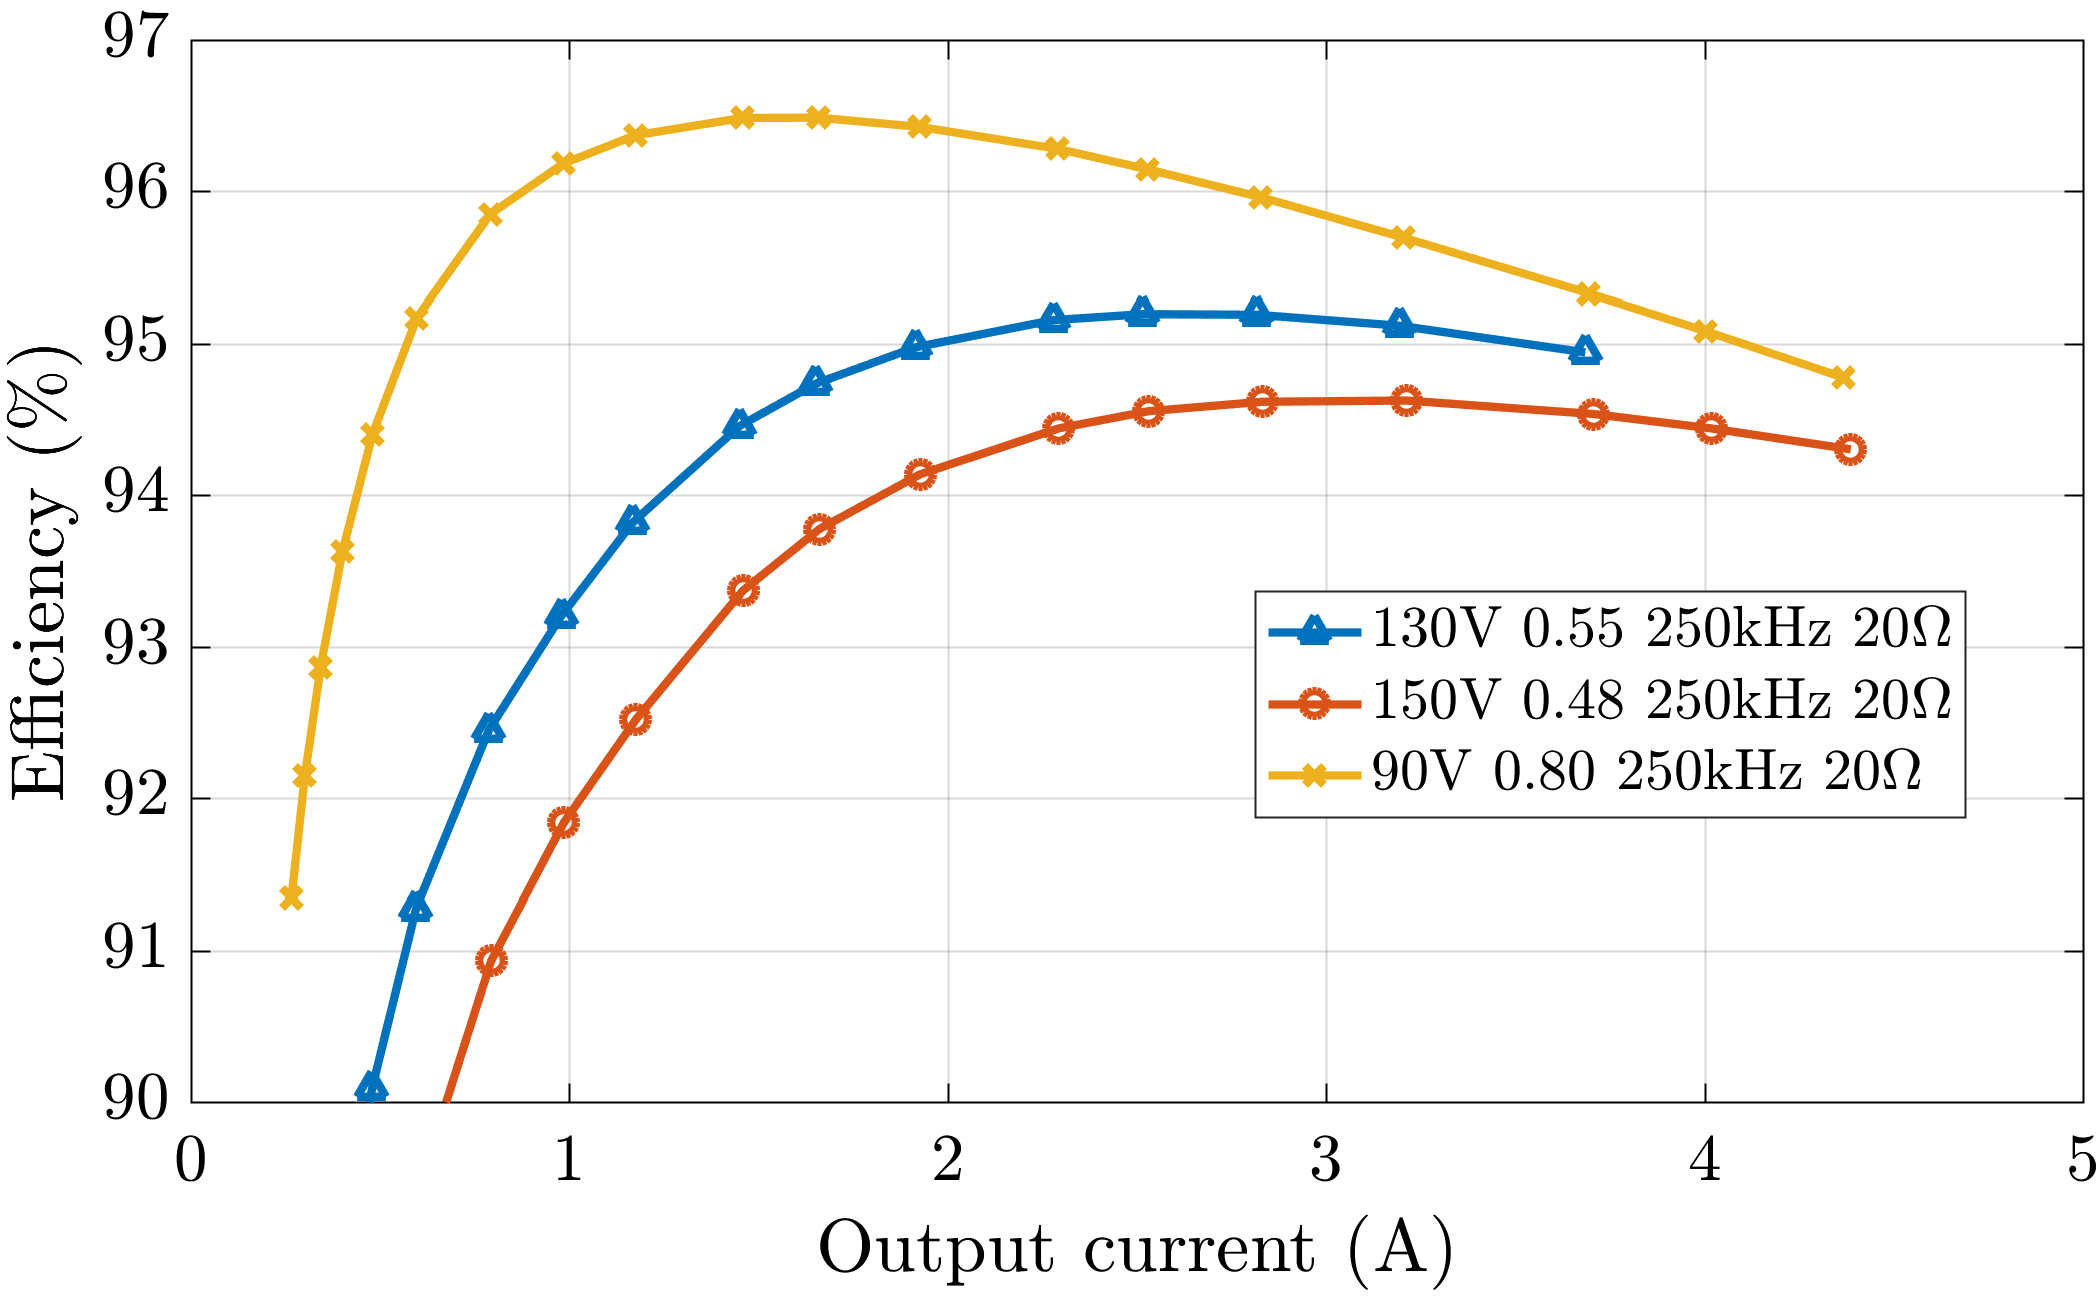 97
96
95
94
93
92
91
90
Efficiency (%)
130V 0.55 250kHz 20Ω
150V 0.48 250kHz 20Ω
90V 0.80 250kHz 20Ω
0 1 2 3 4 5
Output current (A)